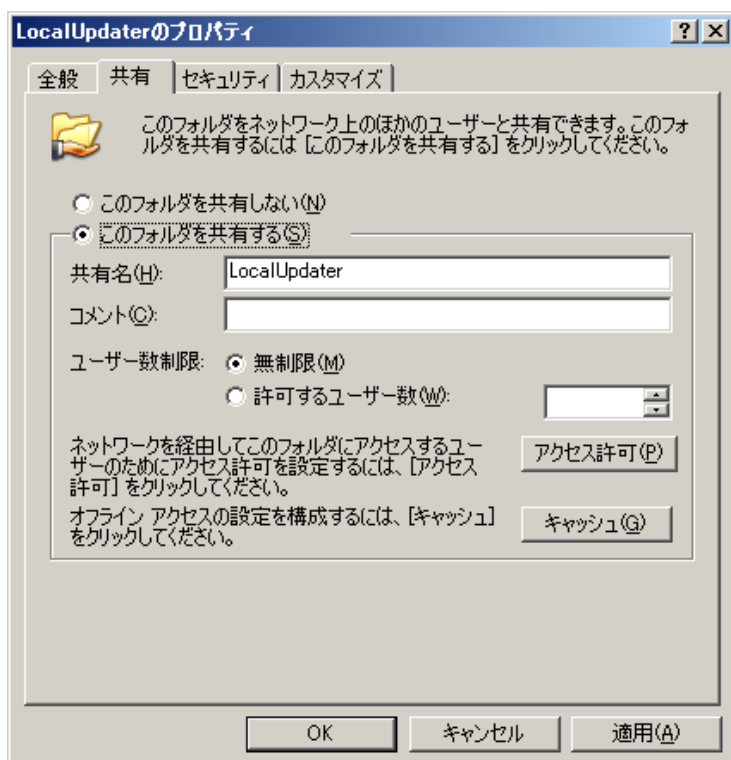 LocalUpdaterのプロパティ
全般 共有 セキュリティ カスタマイズ
このフォルダをネットワーク上のほかのユーザーと共有できます。このフォ
ルダを共有するには [このフォルダを共有する] をクリックしてください。
このフォルダを共有しない(N)
このフォルダを共有する(S)
共有名(H): LocalUpdater
コメント(C):
ユーザー数制限: 無制限(M)
許可するユーザー数(W):
ネットワークを経由してこのフォルダにアクセスするユー
ザーのためにアクセス許可を設定するには、[アクセス
許可] をクリックしてください。
アクセス許可(P)
オフライン アクセスの設定を構成するには、[キャッシュ]
をクリックしてください。
キャッシュ(G)
OK キャンセル 適用(A)